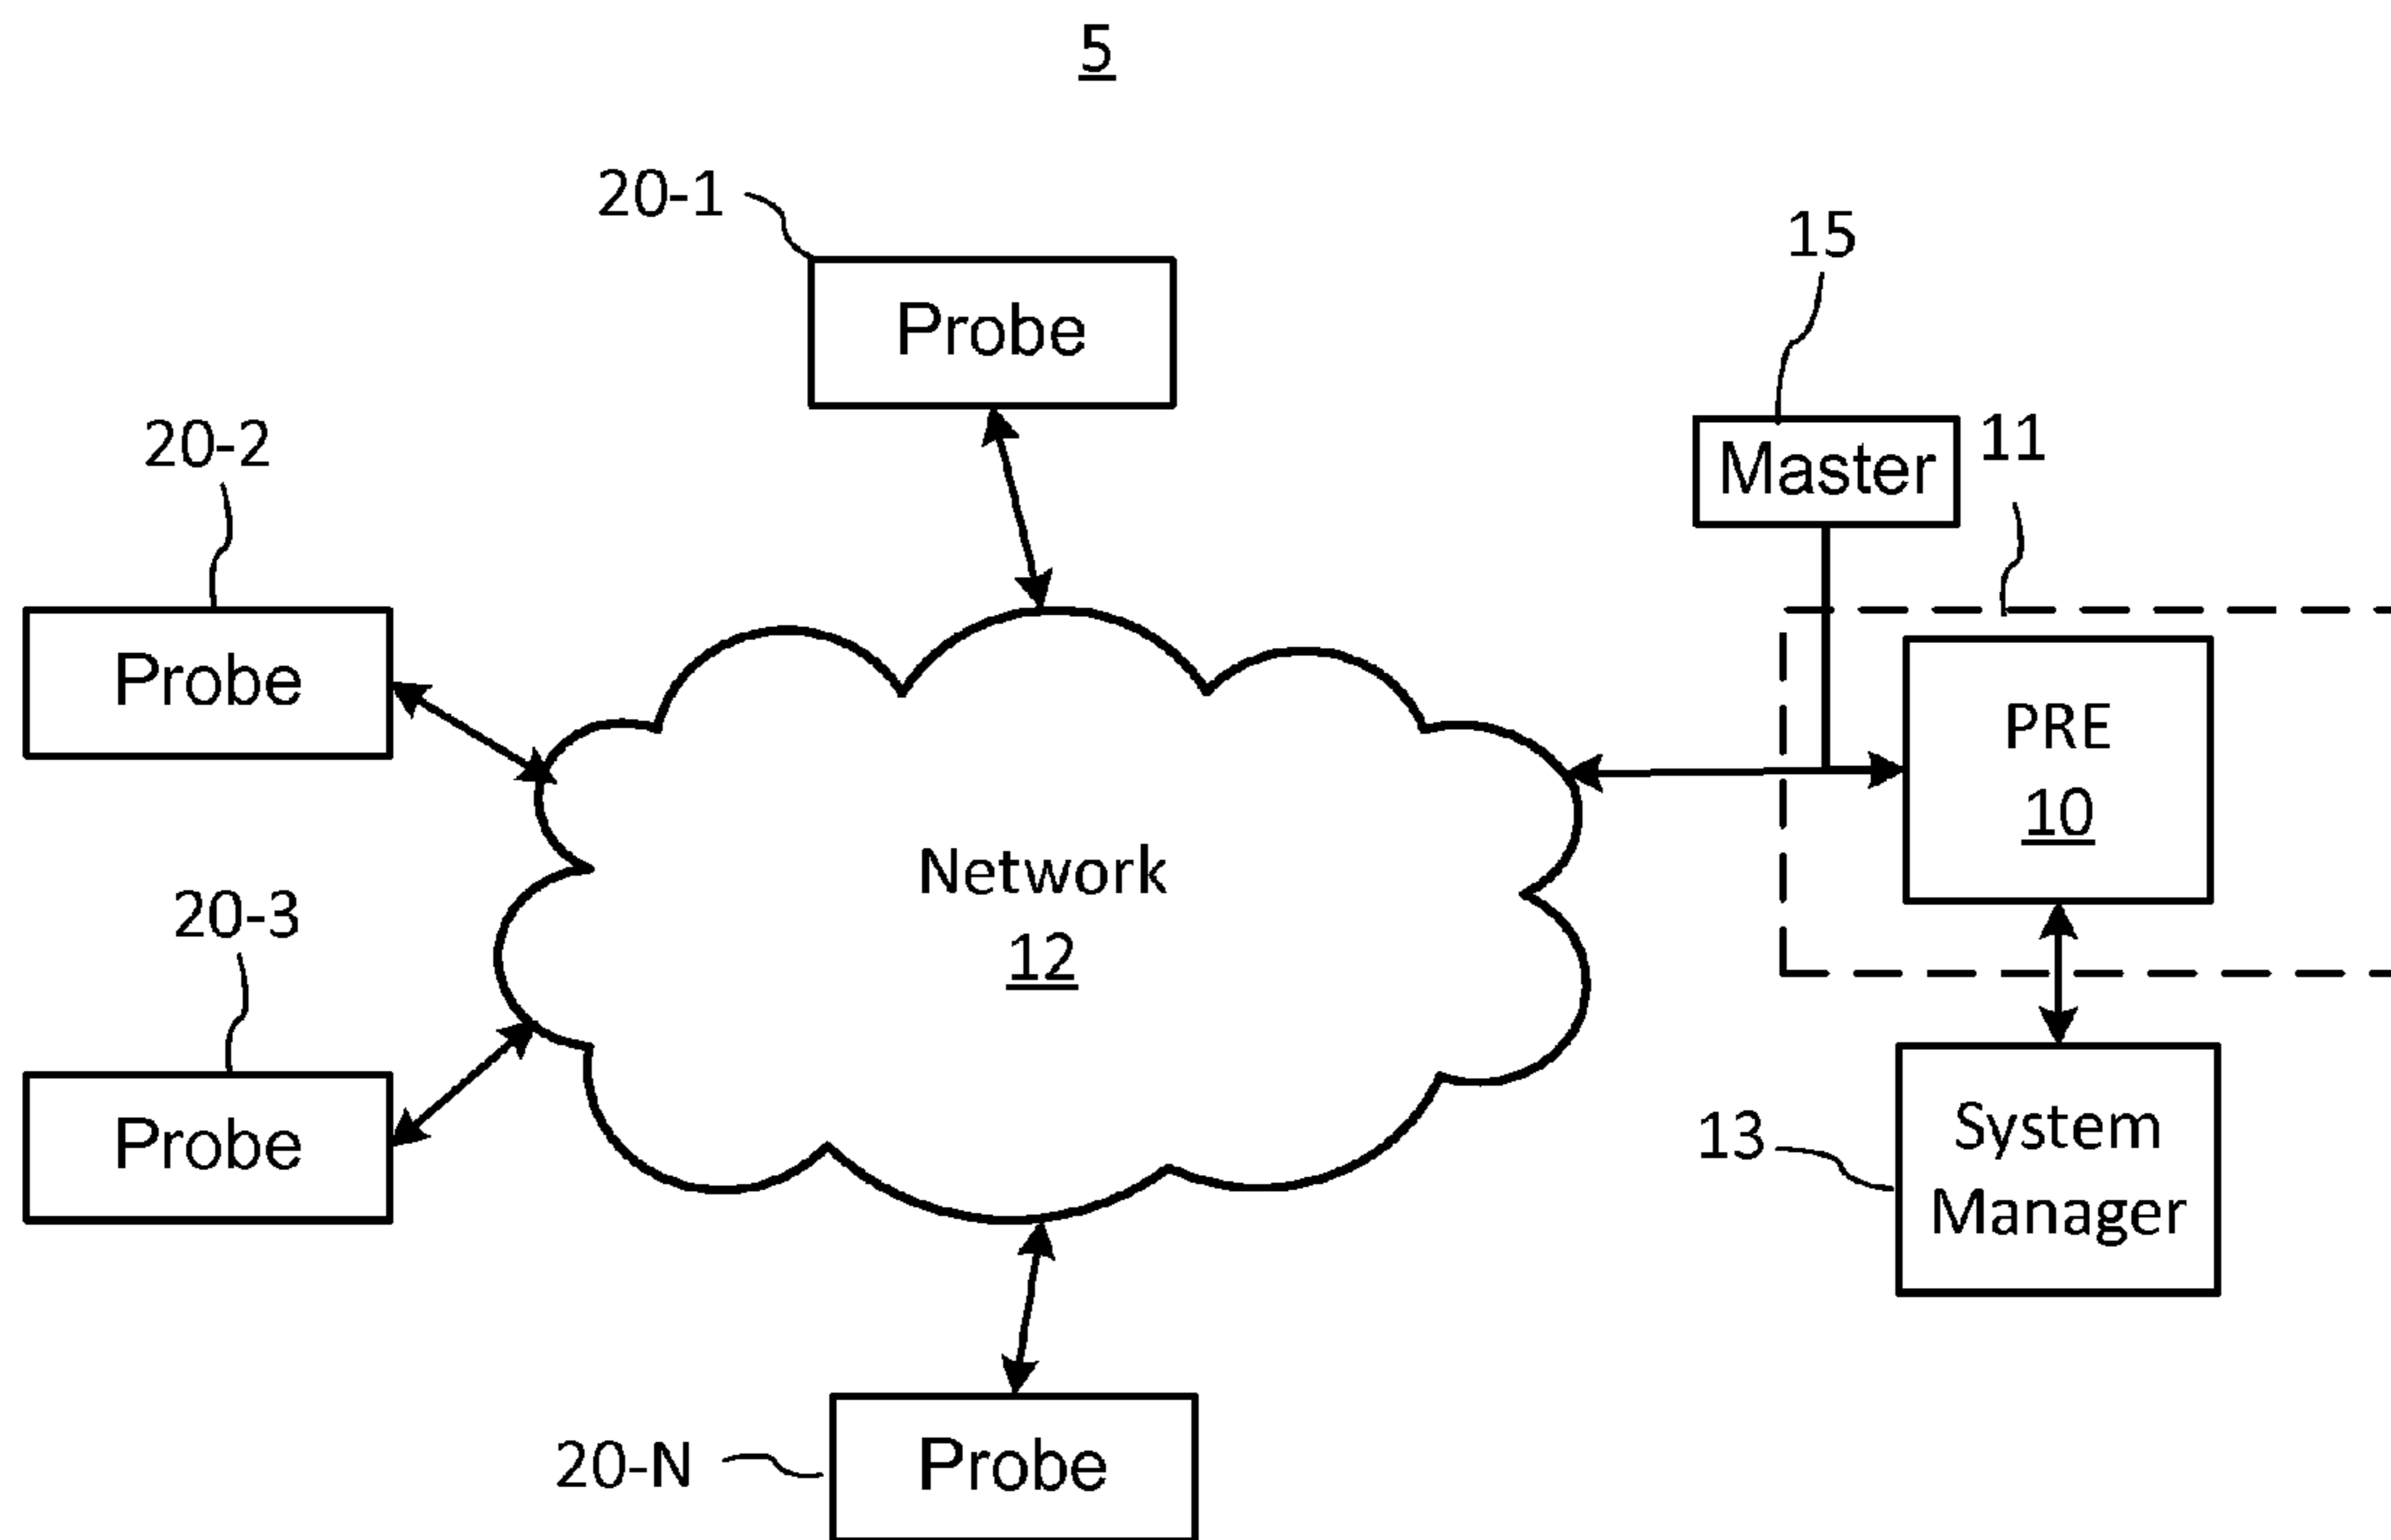 5
20-1
Probe
15
20-2
Master
11
Probe
PRE
10
Network
12
20-3
Probe
13
System
Manager
20-N
Probe